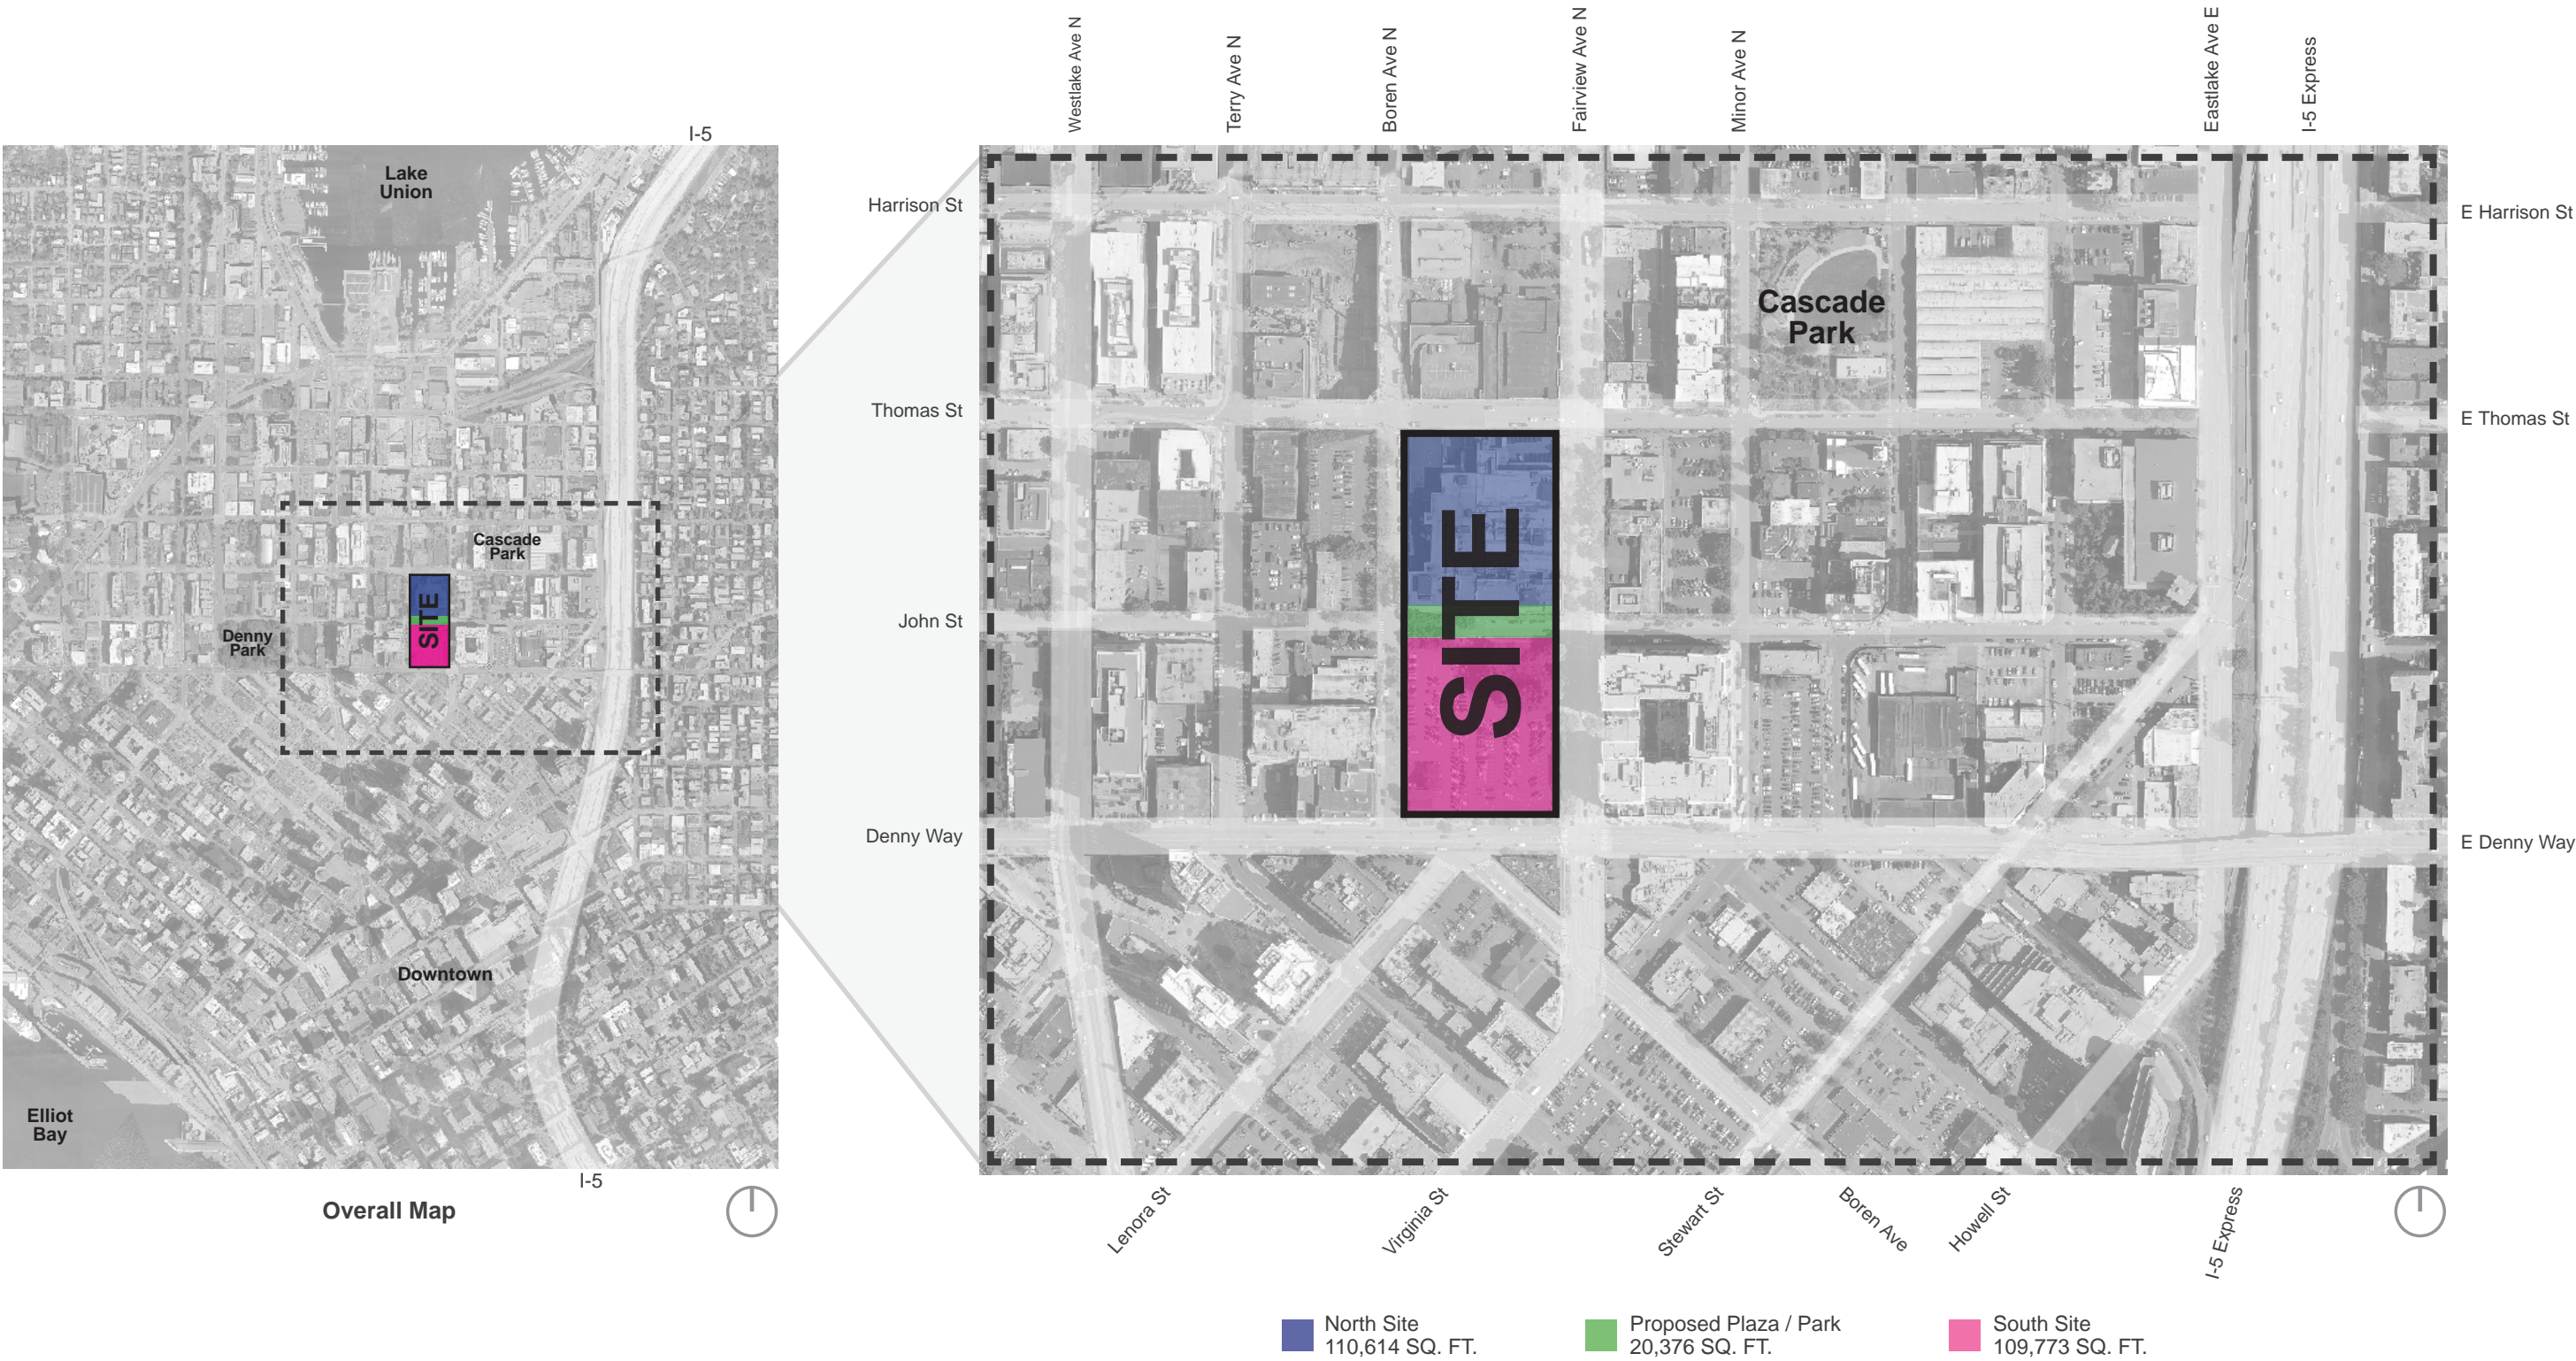 Westlake Ave N
Terry Ave N
Boren Ave N
Fairview Ave N
Minor Ave N
Eastlake Ave E
I-5 Express
I-5
Lake
Union
Cascade
Park
Denny
Park
SITE
Downtown
Elliot
Bay
I-5
Overall Map
Harrison St
Thomas St
John St
Denny Way
Cascade
Park
SITE
E Harrison St
E Thomas St
E Denny Way
Lenora St
Virginia St
Stewart St
Boren Ave
Howell St
I-5 Express
North Site
110,614 SQ. FT.
Proposed Plaza / Park
20,376 SQ. FT.
South Site
109,773 SQ. FT.